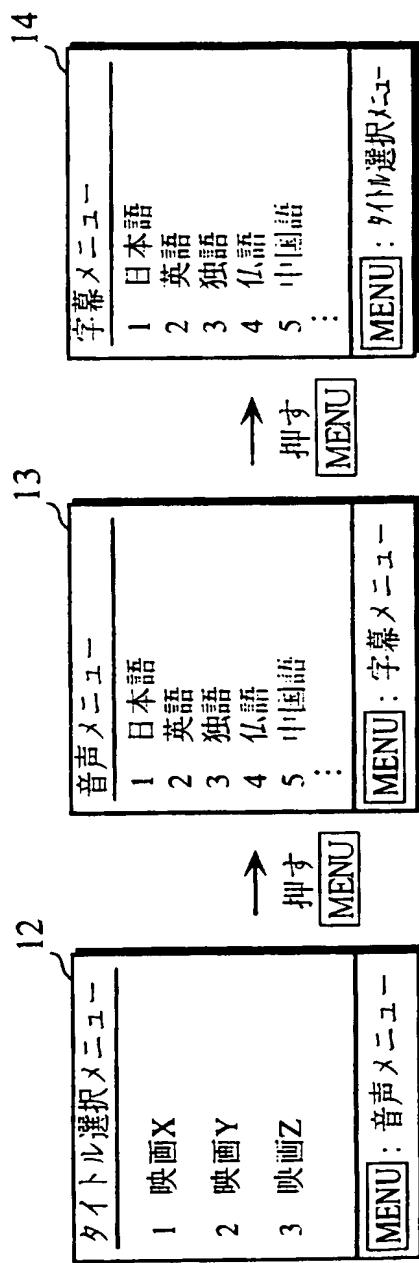 12
タイトル選択メニュー
1 映画X
2 映画Y
3 映画Z
MENU：音声メニュー
→
押す
MENU
13
音声メニュー
1 日本語
2 英語
3 独語
4 仏語
5 中国語
⋮
MENU：字幕メニュー
→
押す
MENU
14
字幕メニュー
1 日本語
2 英語
3 独語
4 仏語
5 中国語
⋮
MENU：タイトル選択メニュー